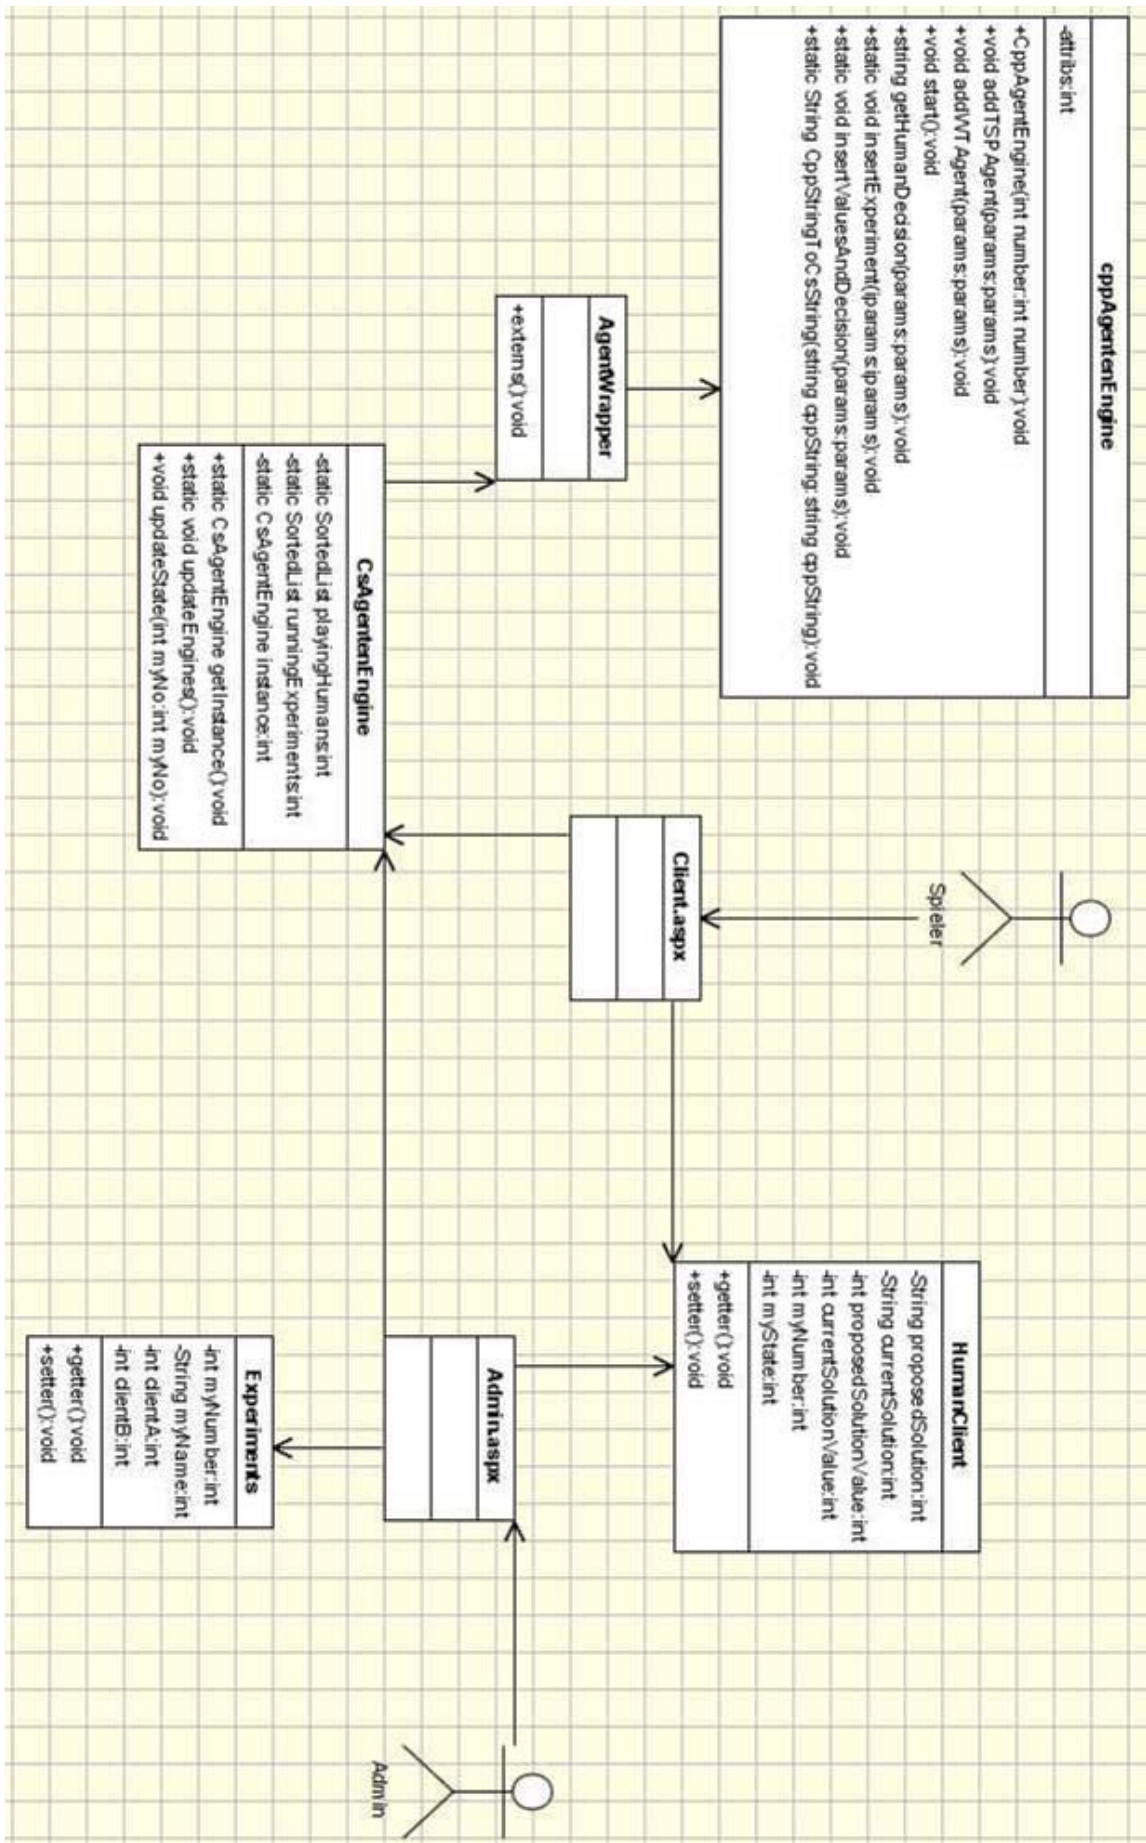 cppAgentenEngine
-attribs:int
+CppAgentEngine(int number:int number):void
+void addTSPAgent(params:params):void
+void addWTAgent(params:params):void
+void start():void
+string getHumanDecision(params:params):void
+static void insertExperiment(iparams:iparams):void
+static void insertValuesAndDecision(params:params):void
+static String CppStringToCsString(string cppString: string cppString):void
Spieler
HumanClient
-String proposedSolution:int
-String currentSolution:int
-int proposedSolutionValue:int
-int currentSolutionValue:int
-int myNumber:int
-int myState:int
+getter():void
+setter():void
AgentWrapper
+externs():void
Client.aspx
CsAgentenEngine
-static SortedList playingHumans:int
-static SortedList runningExperiments:int
-static CsAgentEngine instance:int
+static CsAgentEngine getInstance():void
+static void updateEngines():void
+void updateState(int myNo:int myNo):void
Admin.aspx
Admin
Experiments
-int myNumber:int
-String myName:int
-int clientA:int
-int clientB:int
+getter():void
+setter():void